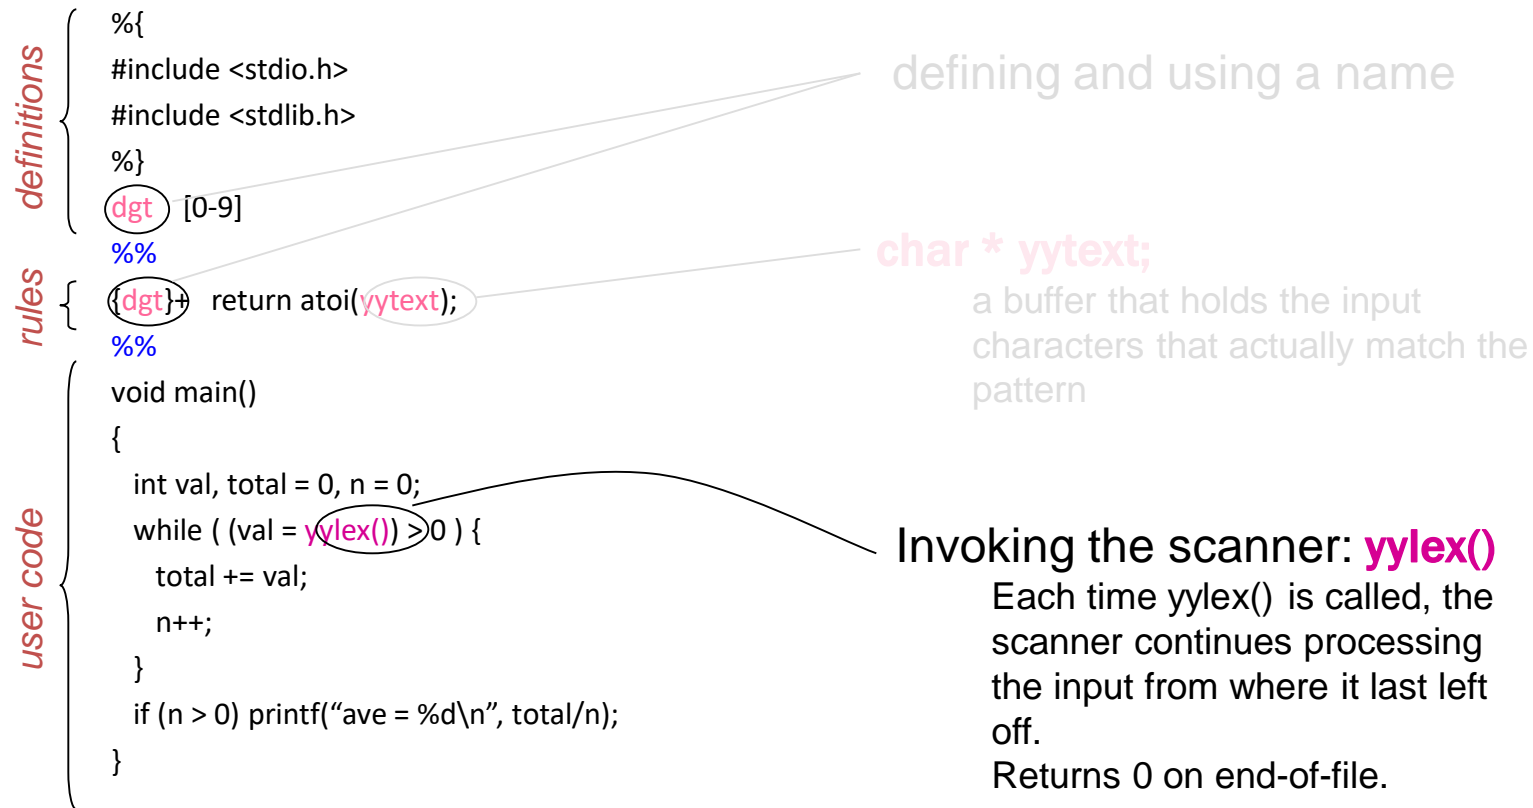 definitions
%{
#include <stdio.h>
#include <stdlib.h>
%}
dgt [0-9]
%%
rules
{dgt}+ return atoi(yytext);
%%
user code
void main()
{
int val, total = 0, n = 0;
while ( (val = yylex()) > 0 ) {
total += val;
n++;
}
if (n > 0) printf(“ave = %d\n”, total/n);
}
defining and using a name
char * yytext;
a buffer that holds the input
characters that actually match the
pattern
Invoking the scanner: yylex()
Each time yylex() is called, the
scanner continues processing
the input from where it last left
off.
Returns 0 on end-of-file.